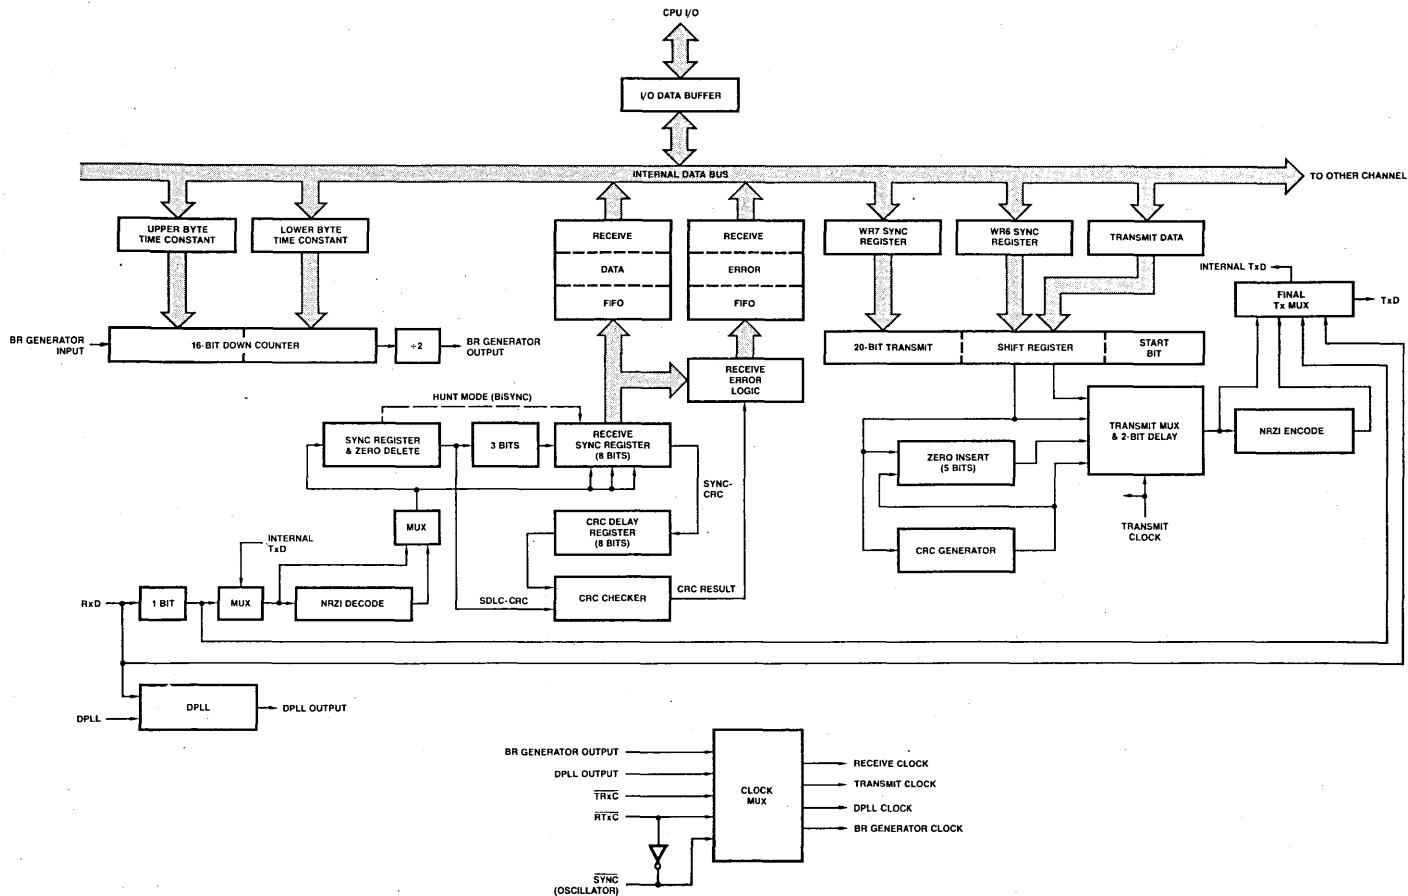 CPU I/O
I/O DATA BUFFER
INTERNAL DATA BUS
TO OTHER CHANNEL
UPPER BYTE
TIME CONSTANT
LOWER BYTE
TIME CONSTANT
RECEIVE
DATA
FIFO
RECEIVE
ERROR
FIFO
WR7 SYNC
REGISTER
WR6 SYNC
REGISTER
TRANSMIT DATA
INTERNAL TxD
FINAL
Tx MUX
TxD
BR GENERATOR
INPUT
16-BIT DOWN COUNTER
÷2
BR GENERATOR
OUTPUT
20-BIT TRANSMIT
SHIFT REGISTER
START
BIT
RECEIVE
ERROR
LOGIC
HUNT MODE (BiSYNC)
SYNC REGISTER
& ZERO DELETE
3 BITS
RECEIVE
SYNC REGISTER
(8 BITS)
SYNC-
CRC
TRANSMIT MUX
& 2-BIT DELAY
NRZI ENCODE
ZERO INSERT
(5 BITS)
TRANSMIT
CLOCK
CRC GENERATOR
MUX
CRC DELAY
REGISTER
(8 BITS)
INTERNAL
TxD
RxD
1 BIT
MUX
NRZI DECODE
SDLC-CRC
CRC CHECKER
CRC RESULT
DPLL
DPLL
DPLL OUTPUT
BR GENERATOR OUTPUT
DPLL OUTPUT
TRxC
RTxC
SYNC
(OSCILLATOR)
CLOCK
MUX
RECEIVE CLOCK
TRANSMIT CLOCK
DPLL CLOCK
BR GENERATOR CLOCK